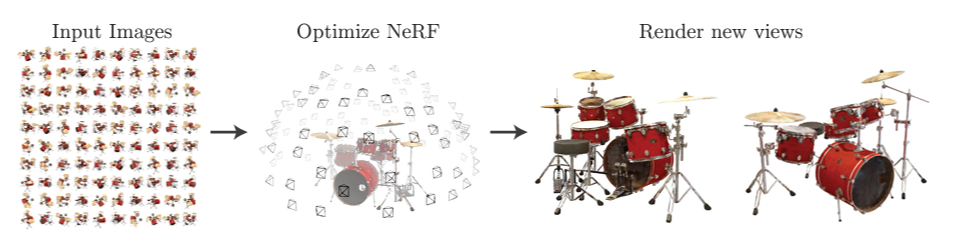 Input Images
Optimize NeRF
Render new views